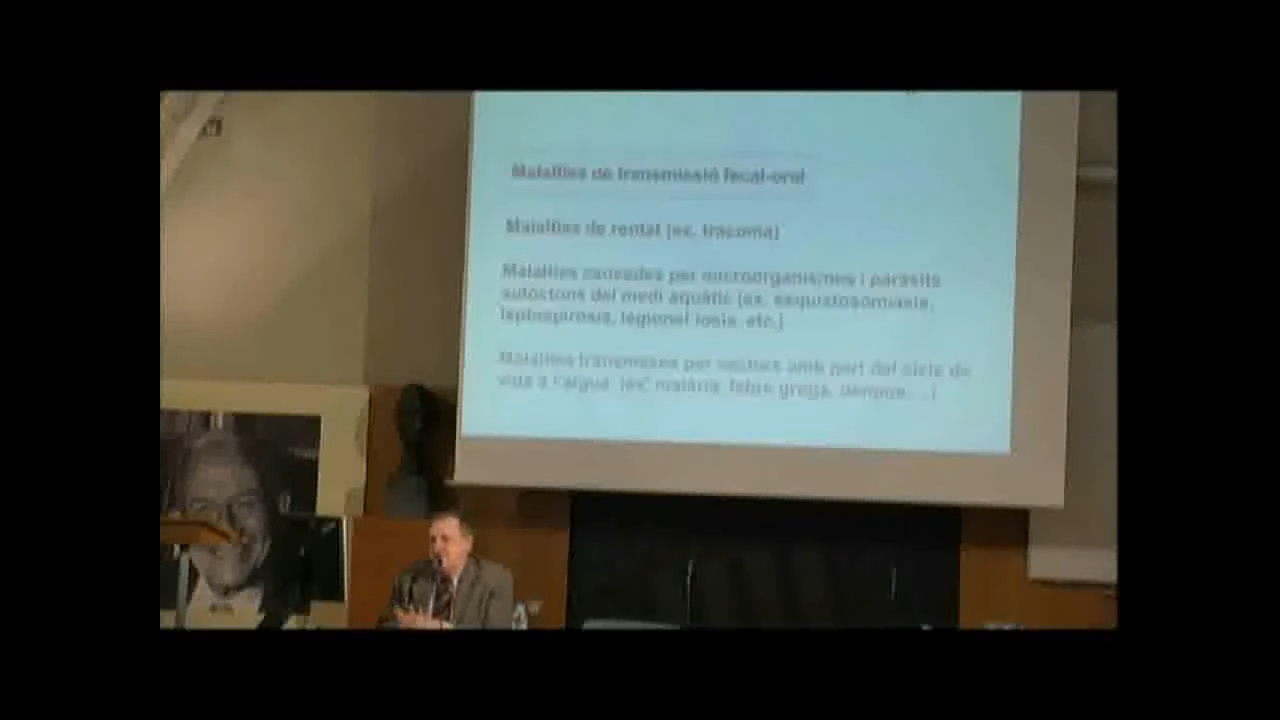 Malalties de transmissió fecal-oral
Malalties de rentat (ex. tracoma)
Malalties causades per microorganismes i paràsits
autòctons del medi aquàtic (ex. esquistosomiasis,
leptospirosis, legionel·losis, etc.)
Malalties transmeses per vectors amb part del cicle de
vida a l'aigua (ex. malària, febre groga, dengue, ...)